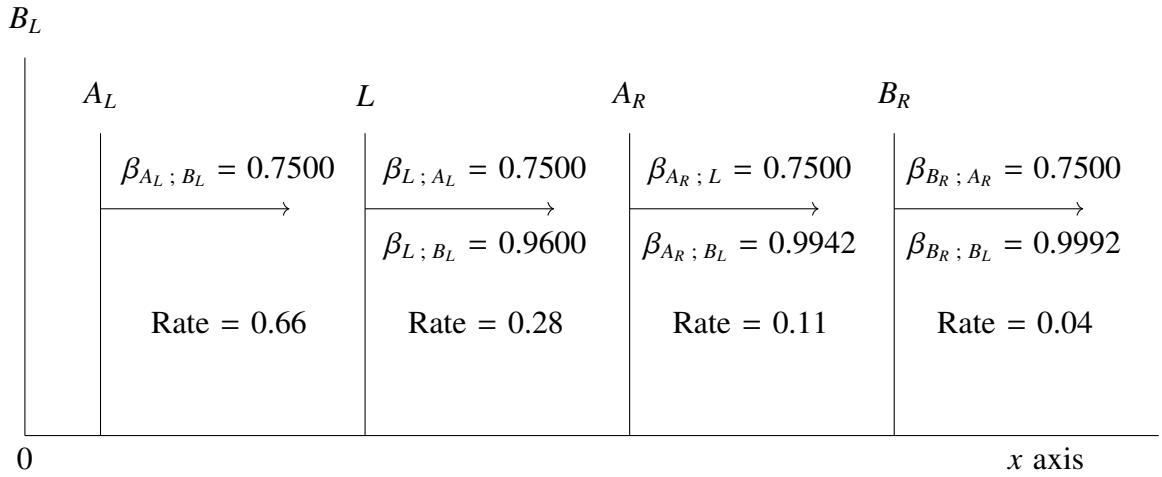 B_L
A_L L A_R B_R
β_{A_L ; B_L} = 0.7500 β_{L ; A_L} = 0.7500 β_{A_R ; L} = 0.7500 β_{B_R ; A_R} = 0.7500
β_{L ; B_L} = 0.9600 β_{A_R ; B_L} = 0.9942 β_{B_R ; B_L} = 0.9992
Rate = 0.66 Rate = 0.28 Rate = 0.11 Rate = 0.04
0 x axis